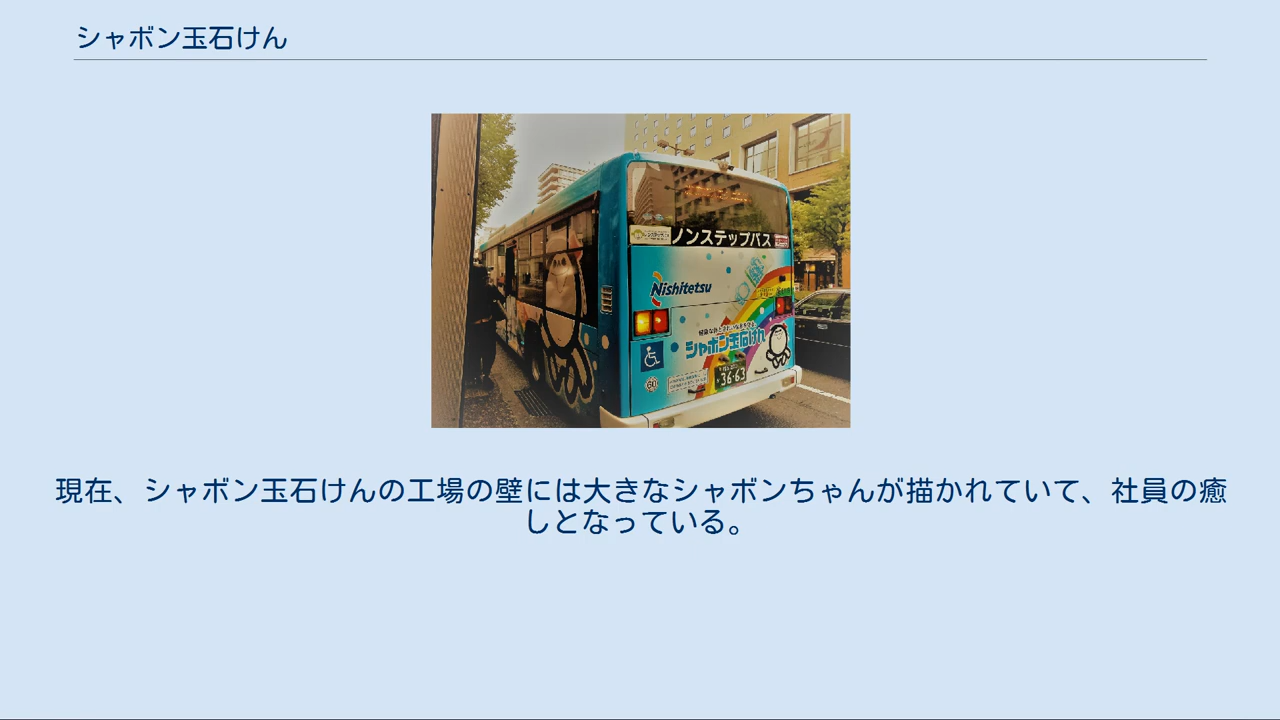 シャボン玉石けん
ノンステップバス
Nishitetsu
シャボン玉石けん
36-63
現在、シャボン玉石けんの工場の壁には大きなシャボンちゃんが描かれていて、社員の癒
しとなっている。